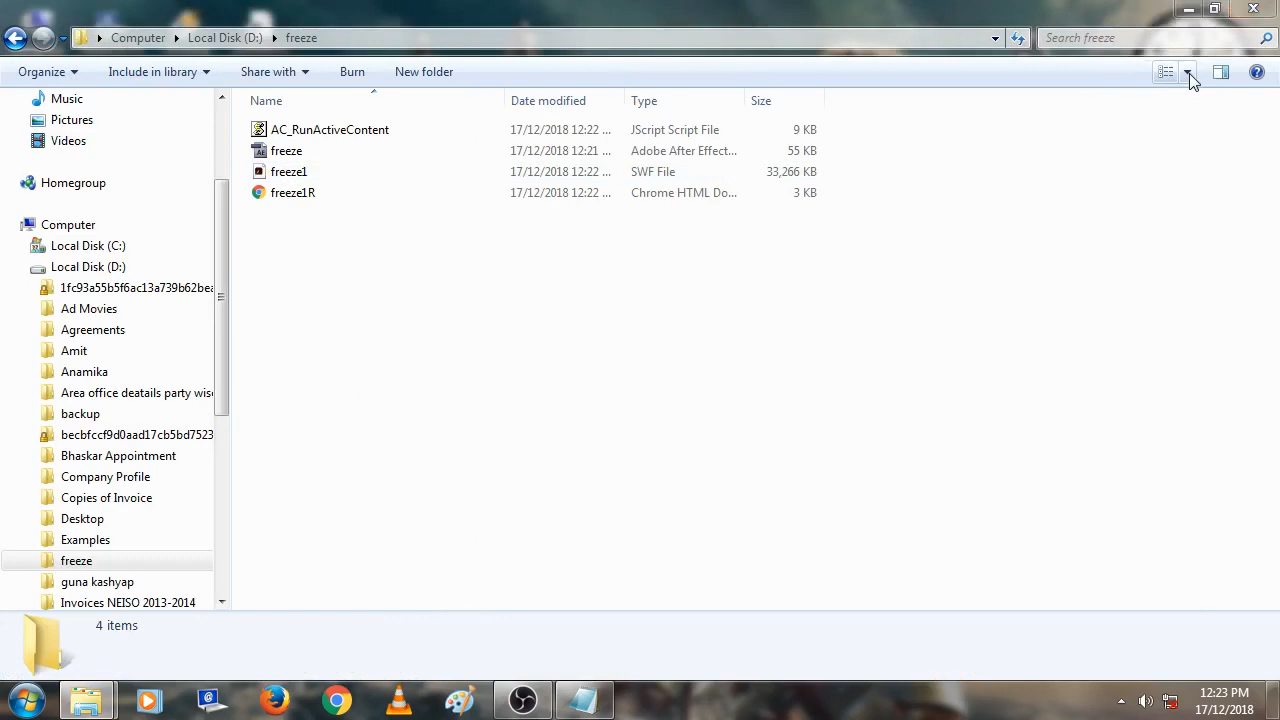 Computer Local Disk (D:) freeze Search freeze
Organize Include in library Share with Burn New folder
Name Date modified Type Size
AC_RunActiveContent 17/12/2018 12:22 ... JScript Script File 9 KB
freeze 17/12/2018 12:21 ... Adobe After Effect... 55 KB
freeze1 17/12/2018 12:22 ... SWF File 33,266 KB
freeze1R 17/12/2018 12:22 ... Chrome HTML Do... 3 KB
Music
Pictures
Videos
Homegroup
Computer
Local Disk (C:)
Local Disk (D:)
1fc93a55b5f6ac13a739b62bea
Ad Movies
Agreements
Amit
Anamika
Area office deatails party wise
backup
becbfccf9d0aad17cb5bd7523
Bhaskar Appointment
Company Profile
Copies of Invoice
Desktop
Examples
freeze
guna kashyap
Invoices NEISO 2013-2014
4 items
12:23 PM
17/12/2018